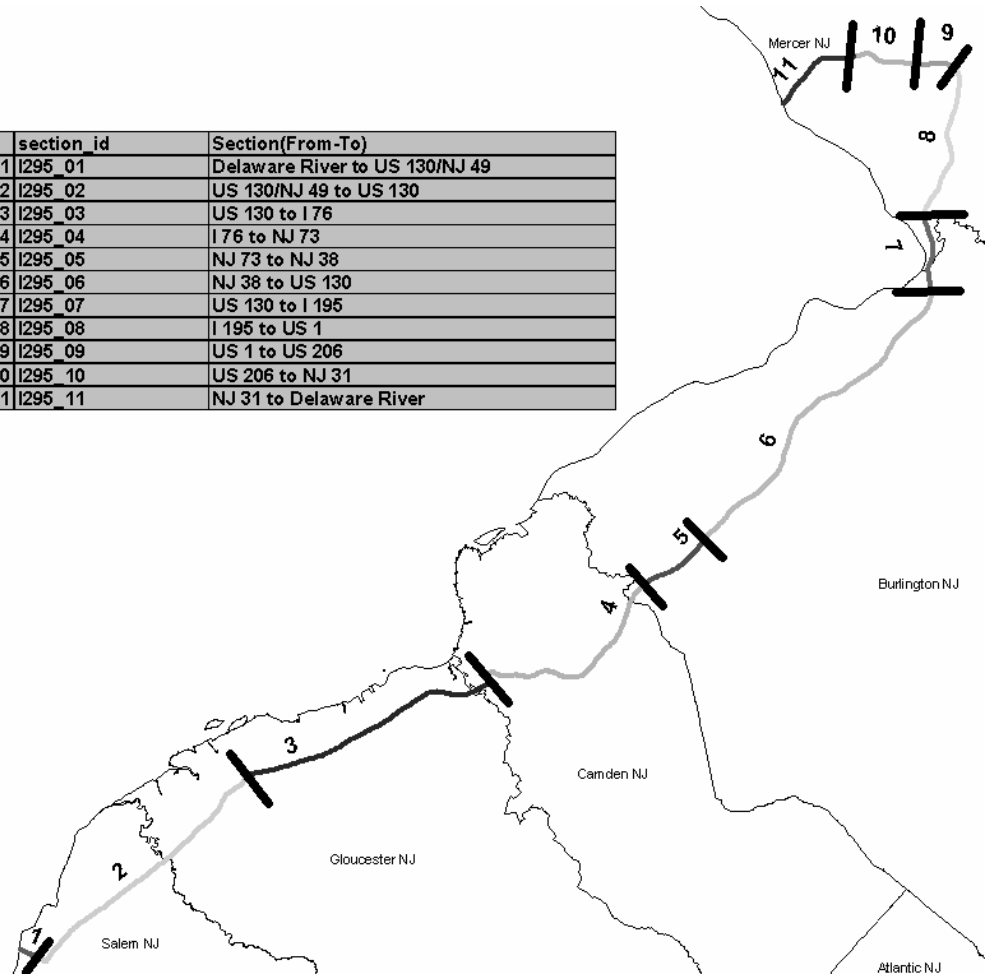 Mercer NJ
10
9
11
8
section_id Section(From-To)
1 I295_01 Delaware River to US 130/NJ 49
2 I295_02 US 130/NJ 49 to US 130
3 I295_03 US 130 to I 76
4 I295_04 I 76 to NJ 73
5 I295_05 NJ 73 to NJ 38
6 I295_06 NJ 38 to US 130
7 I295_07 US 130 to I 195
8 I295_08 I 195 to US 1
9 I295_09 US 1 to US 206
0 I295_10 US 206 to NJ 31
1 I295_11 NJ 31 to Delaware River
7
6
5
Burlington NJ
4
3
Camden NJ
Gloucester NJ
2
1
Salem NJ
Atlantic NJ